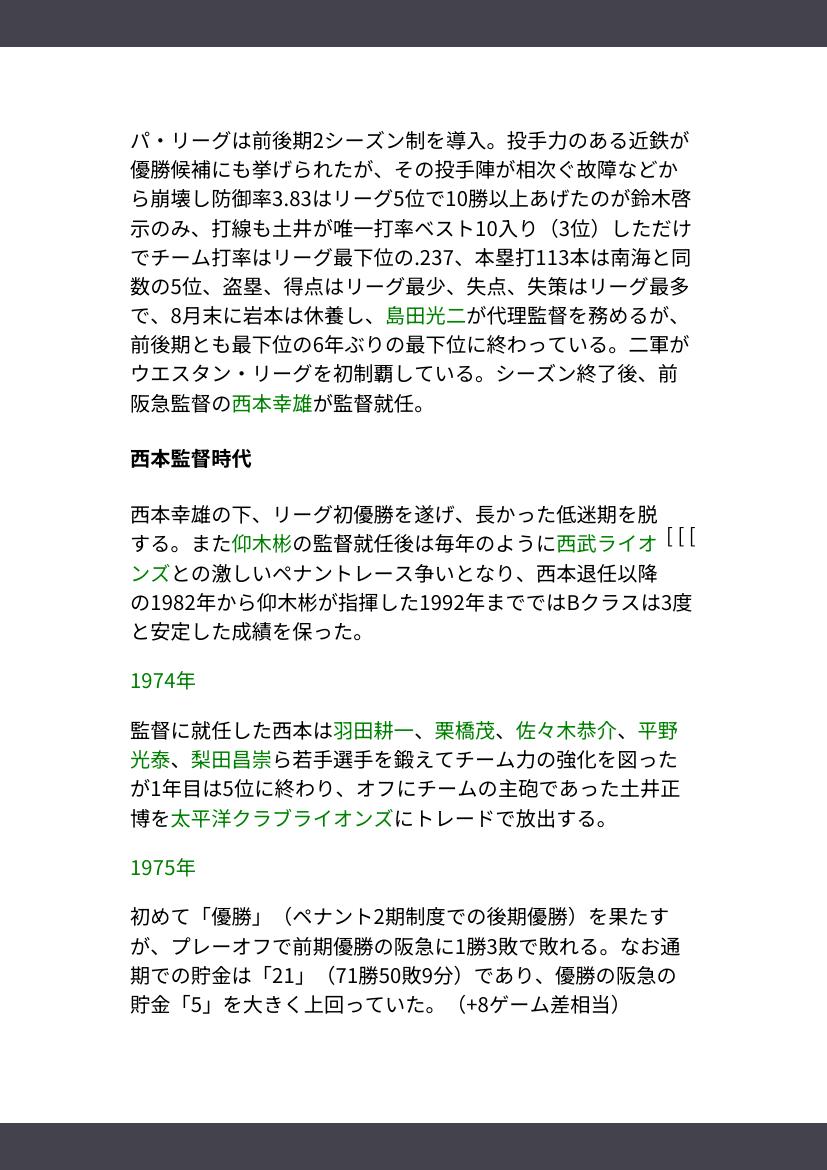 パ・リーグは前後期2シーズン制を導入。投手力のある近鉄が
優勝候補にも挙げられたが、その投手陣が相次ぐ故障などか
ら崩壊し防御率3.83はリーグ5位で10勝以上あげたのが鈴木啓
示のみ、打線も土井が唯一打率ベスト10入り（3位）しただけ
でチーム打率はリーグ最下位の.237、本塁打113本は南海と同
数の5位、盗塁、得点はリーグ最少、失点、失策はリーグ最多
で、8月末に岩本は休養し、島田光二が代理監督を務めるが、
前後期とも最下位の6年ぶりの最下位に終わっている。二軍が
ウエスタン・リーグを初制覇している。シーズン終了後、前
阪急監督の西本幸雄が監督就任。
西本監督時代
西本幸雄の下、リーグ初優勝を遂げ、長かった低迷期を脱
する。また仰木彬の監督就任後は毎年のように西武ライオ [ [ [
ンズとの激しいペナントレース争いとなり、西本退任以降
の1982年から仰木彬が指揮した1992年まではBクラスは3度
と安定した成績を保った。
1974年
監督に就任した西本は羽田耕一、栗橋茂、佐々木恭介、平野
光泰、梨田昌崇ら若手選手を鍛えてチーム力の強化を図った
が1年目は5位に終わり、オフにチームの主砲であった土井正
博を太平洋クラブライオンズにトレードで放出する。
1975年
初めて「優勝」（ペナント2期制度での後期優勝）を果たす
が、プレーオフで前期優勝の阪急に1勝3敗で敗れる。なお通
期での貯金は「21」（71勝50敗9分）であり、優勝の阪急の
貯金「5」を大きく上回っていた。（+8ゲーム差相当）